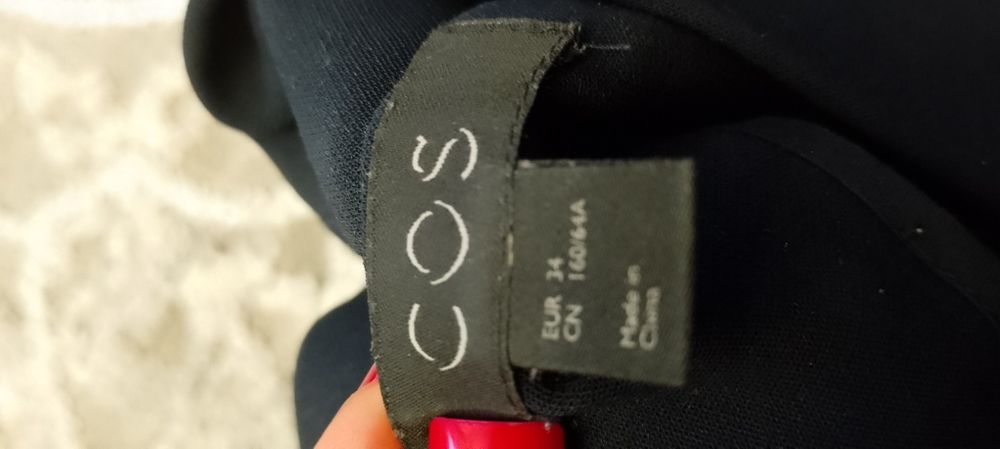 COS
EUR 34
CN 160/64A
Made in
China